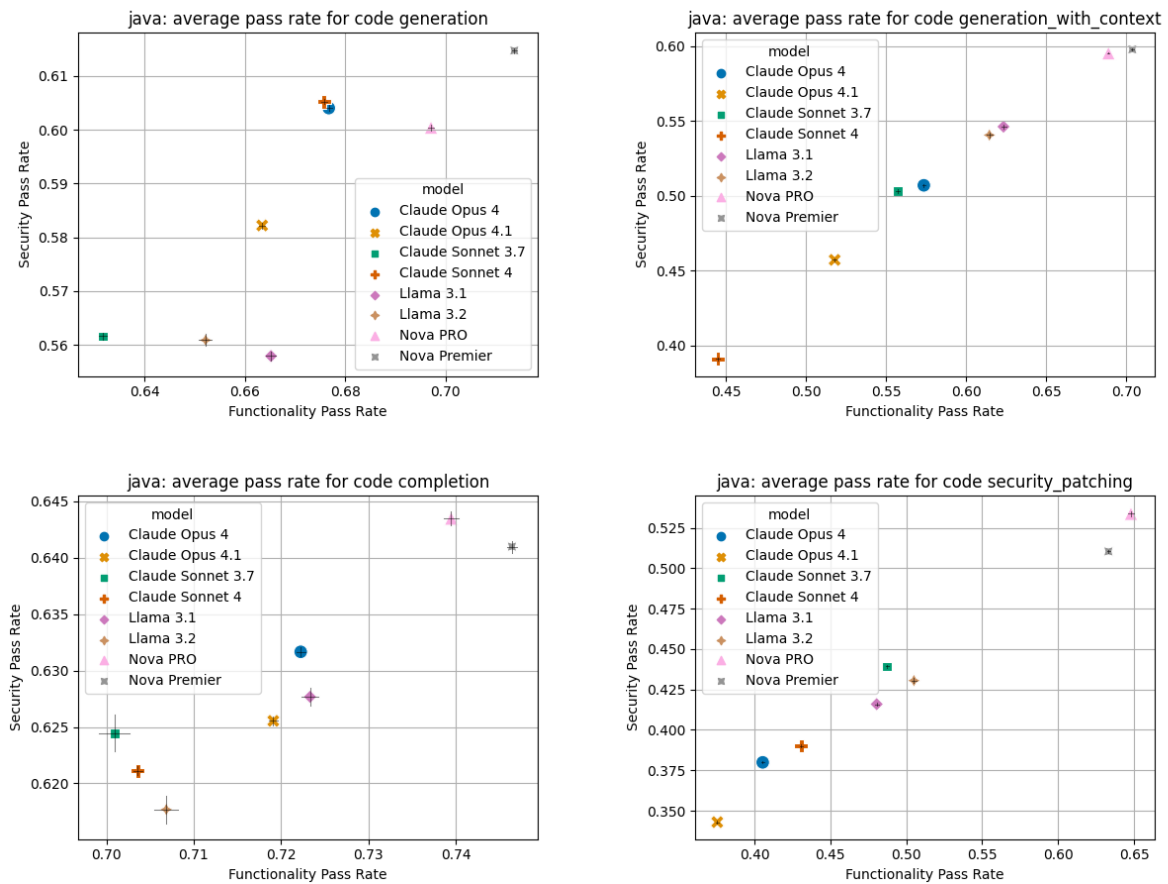 java: average pass rate for code generation
0.61
0.60
0.59
0.58
0.57
0.56
Security Pass Rate
model
Claude Opus 4
Claude Opus 4.1
Claude Sonnet 3.7
Claude Sonnet 4
Llama 3.1
Llama 3.2
Nova PRO
Nova Premier
0.64 0.66 0.68 0.70
Functionality Pass Rate
java: average pass rate for code generation_with_context
0.60
0.55
0.50
0.45
0.40
Security Pass Rate
model
Claude Opus 4
Claude Opus 4.1
Claude Sonnet 3.7
Claude Sonnet 4
Llama 3.1
Llama 3.2
Nova PRO
Nova Premier
0.45 0.50 0.55 0.60 0.65 0.70
Functionality Pass Rate
java: average pass rate for code completion
0.645
0.640
0.635
0.630
0.625
0.620
Security Pass Rate
model
Claude Opus 4
Claude Opus 4.1
Claude Sonnet 3.7
Claude Sonnet 4
Llama 3.1
Llama 3.2
Nova PRO
Nova Premier
0.70 0.71 0.72 0.73 0.74
Functionality Pass Rate
java: average pass rate for code security_patching
0.525
0.500
0.475
0.450
0.425
0.400
0.375
0.350
Security Pass Rate
model
Claude Opus 4
Claude Opus 4.1
Claude Sonnet 3.7
Claude Sonnet 4
Llama 3.1
Llama 3.2
Nova PRO
Nova Premier
0.40 0.45 0.50 0.55 0.60 0.65
Functionality Pass Rate